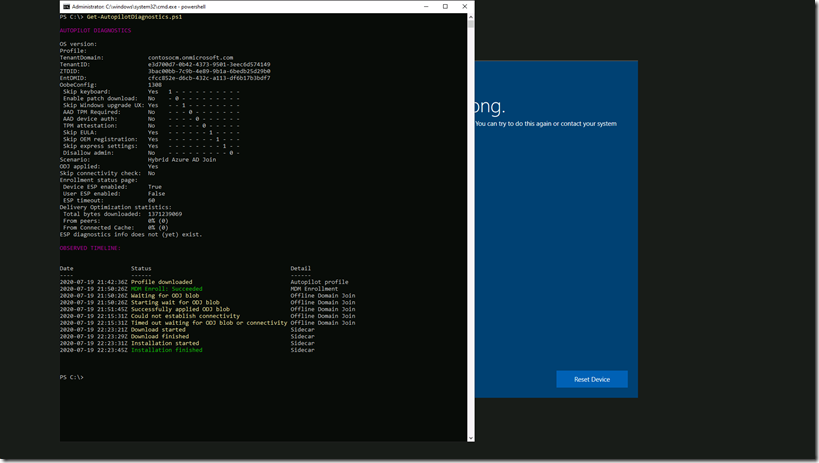 Administrator: C:\windows\system32\cmd.exe - powershell
PS C:\> Get-AutopilotDiagnostics.ps1
AUTOPILOT DIAGNOSTICS
OS version:
Profile:
TenantDomain: contosocm.onmicrosoft.com
TenantID: e3d700d7-0b42-4373-9501-3eec6d574149
ZTDID: 3bac00bb-7c9b-4e89-9b1a-6bedb25d29b0
EntDMID: cfcc852e-d6cb-432c-a113-df6b17b3bdf7
OobeConfig: 1308
Skip keyboard: Yes 1 - - - - - - - - - -
Enable patch download: No - 0 - - - - - - - - -
Skip Windows upgrade UX: Yes - - 1 - - - - - - - -
AAD TPM Required: No - - - 0 - - - - - - -
AAD device auth: No - - - - 0 - - - - - -
TPM attestation: No - - - - - 0 - - - - -
Skip EULA: Yes - - - - - - 1 - - - -
Skip OEM registration: Yes - - - - - - - 1 - - -
Skip express settings: Yes - - - - - - - - 1 - -
Disallow admin: No - - - - - - - - - 0 -
Scenario: Hybrid Azure AD Join
ODJ applied: Yes
Skip connectivity check: No
Enrollment status page:
Device ESP enabled: True
User ESP enabled: False
ESP timeout: 60
Delivery Optimization statistics:
Total bytes downloaded: 1371239069
From peers: 0% (0)
From Connected Cache: 0% (0)
ESP diagnostics info does not (yet) exist.
OBSERVED TIMELINE:
Date Status Detail
---- ------ ------
2020-07-19 21:42:36Z Profile downloaded Autopilot profile
2020-07-19 21:50:26Z MDM Enroll: Succeeded MDM Enrollment
2020-07-19 21:50:26Z Waiting for ODJ blob Offline Domain Join
2020-07-19 21:50:26Z Starting wait for ODJ blob Offline Domain Join
2020-07-19 21:51:45Z Successfully applied ODJ blob Offline Domain Join
2020-07-19 22:15:31Z Could not establish connectivity Offline Domain Join
2020-07-19 22:15:31Z Timed out waiting for ODJ blob or connectivity Offline Domain Join
2020-07-19 22:23:21Z Download started Sidecar
2020-07-19 22:23:29Z Download finished Sidecar
2020-07-19 22:23:31Z Installation started Sidecar
2020-07-19 22:23:45Z Installation finished Sidecar
PS C:\>
ong.
You can try to do this again or contact your system
Reset Device